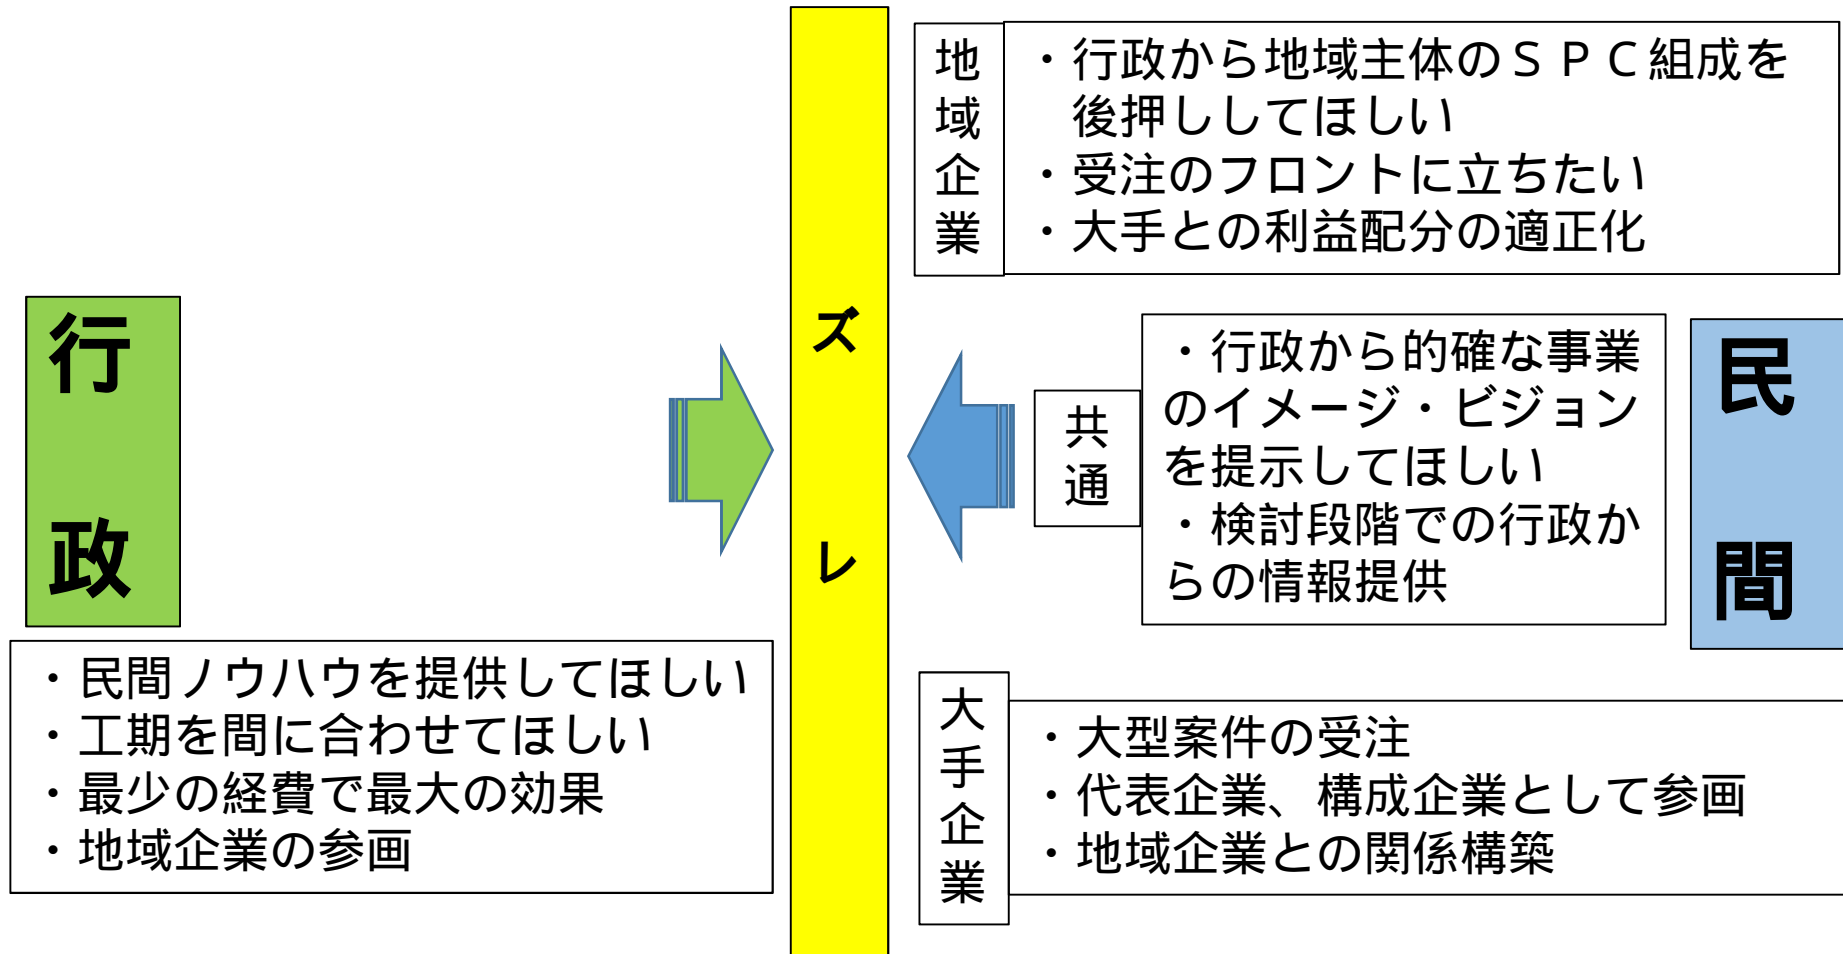 行政
・民間ノウハウを提供してほしい
・工期を間に合わせてほしい
・最少の経費で最大の効果
・地域企業の参画
ズレ
地域企業
・行政から地域主体のＳＰＣ組成を
後押ししてほしい
・受注のフロントに立ちたい
・大手との利益配分の適正化
共通
・行政から的確な事業
のイメージ・ビジョン
を提示してほしい
・検討段階での行政か
らの情報提供
民間
大手企業
・大型案件の受注
・代表企業、構成企業として参画
・地域企業との関係構築